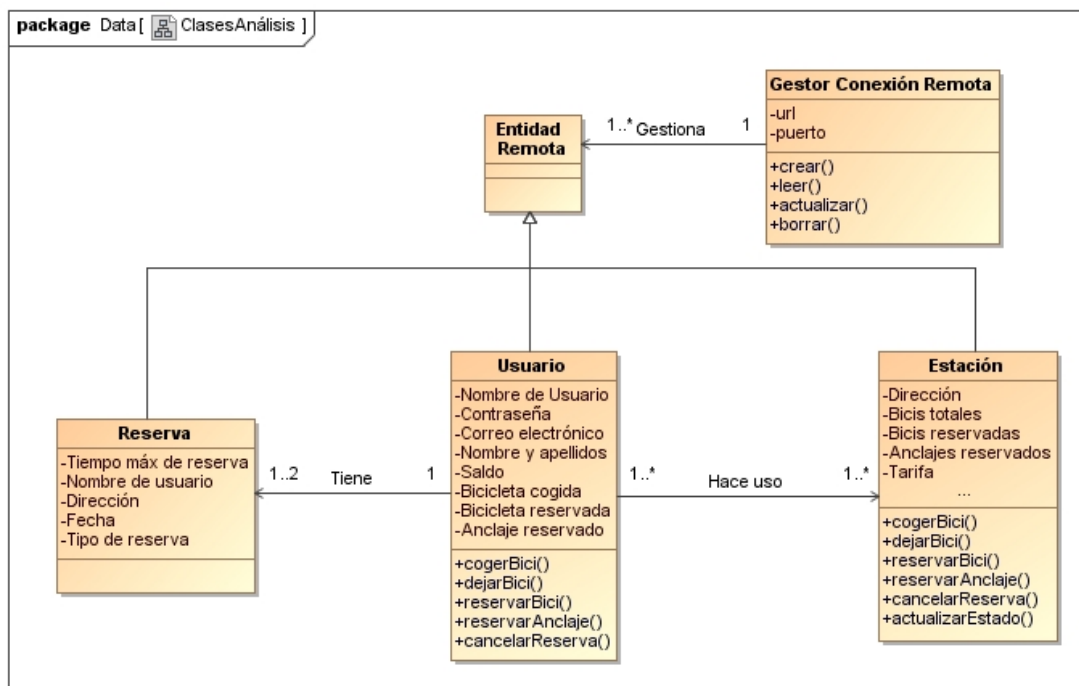 package Data [ ClasesAnálisis ]
Gestor Conexión Remota
-url
-puerto
+crear()
+leer()
+actualizar()
+borrar()
1..* Gestiona 1
Entidad
Remota
Reserva
-Tiempo máx de reserva
-Nombre de usuario
-Dirección
-Fecha
-Tipo de reserva
1..2 Tiene 1
Usuario
-Nombre de Usuario
-Contraseña
-Correo electrónico
-Nombre y apellidos
-Saldo
-Bicicleta cogida
-Bicicleta reservada
-Anclaje reservado
+cogerBici()
+dejarBici()
+reservarBici()
+reservarAnclaje()
+cancelarReserva()
1..* Hace uso 1..*
Estación
-Dirección
-Bicis totales
-Bicis reservadas
-Anclajes reservados
-Tarifa
...
+cogerBici()
+dejarBici()
+reservarBici()
+reservarAnclaje()
+cancelarReserva()
+actualizarEstado()